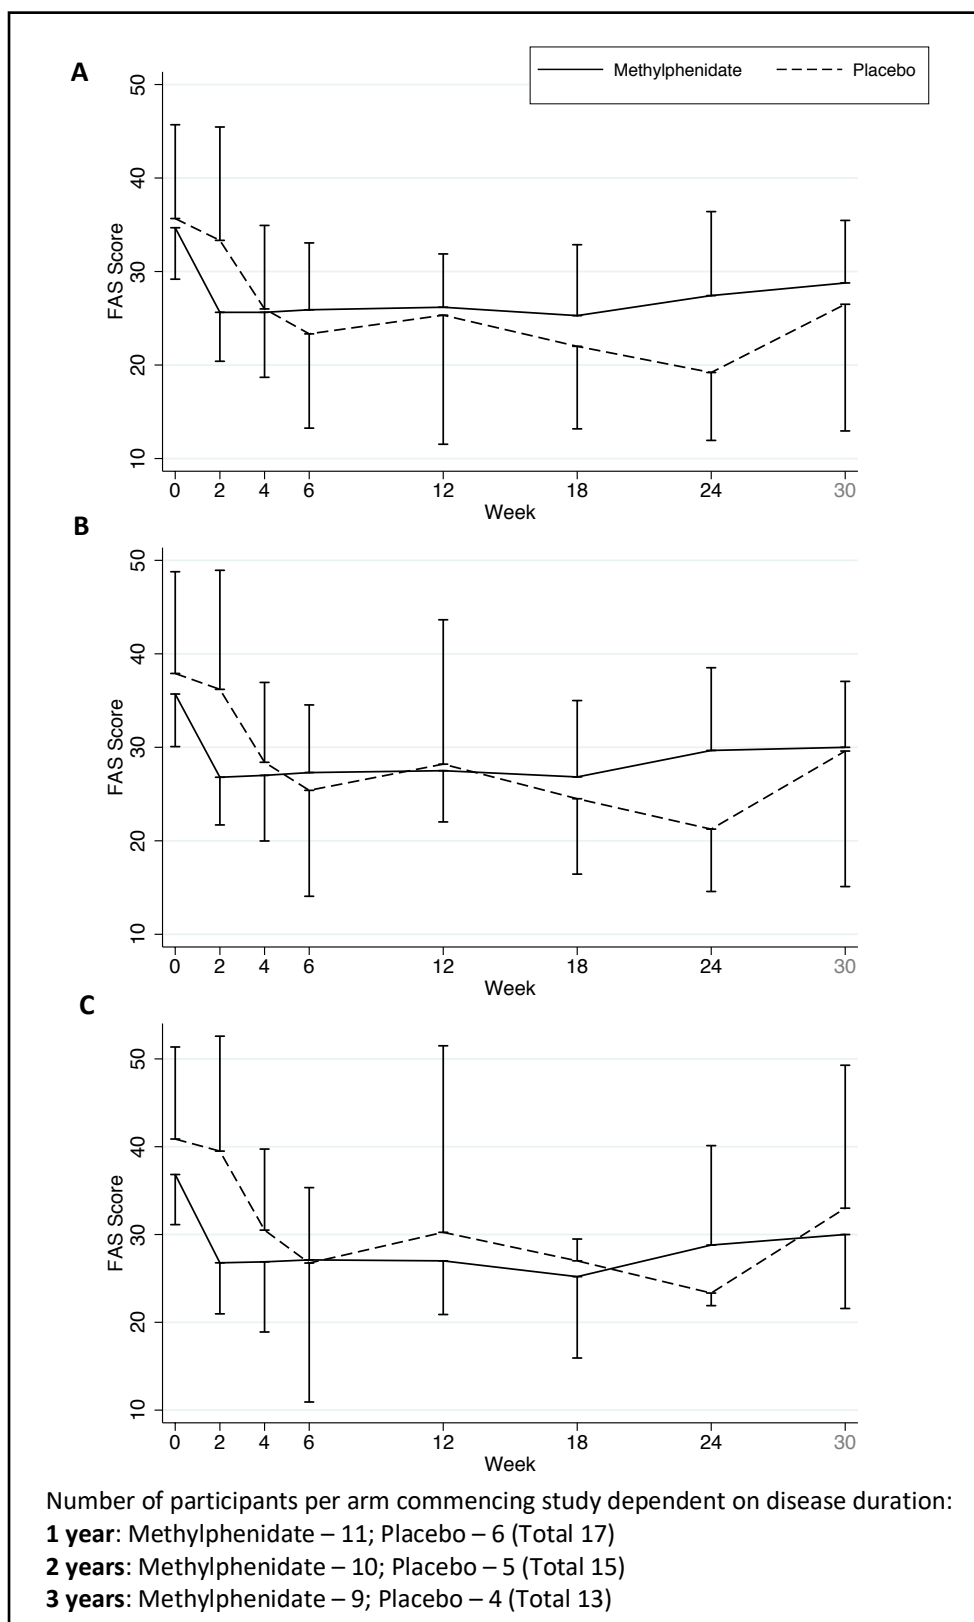 A
Methylphenidate Placebo
50
40
30
20
10
FAS Score
0 2 4 6 12 18 24 30
Week
B
50
40
30
20
10
FAS Score
0 2 4 6 12 18 24 30
Week
C
50
40
30
20
10
FAS Score
0 2 4 6 12 18 24 30
Week
Number of participants per arm commencing study dependent on disease duration:
1 year: Methylphenidate – 11; Placebo – 6 (Total 17)
2 years: Methylphenidate – 10; Placebo – 5 (Total 15)
3 years: Methylphenidate – 9; Placebo – 4 (Total 13)